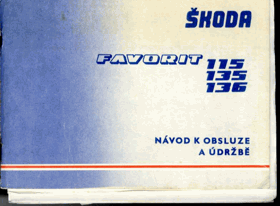 ŠKODA
FAVORIT 115
135
136
NÁVOD K OBSLUZE
A ÚDRŽBĚ